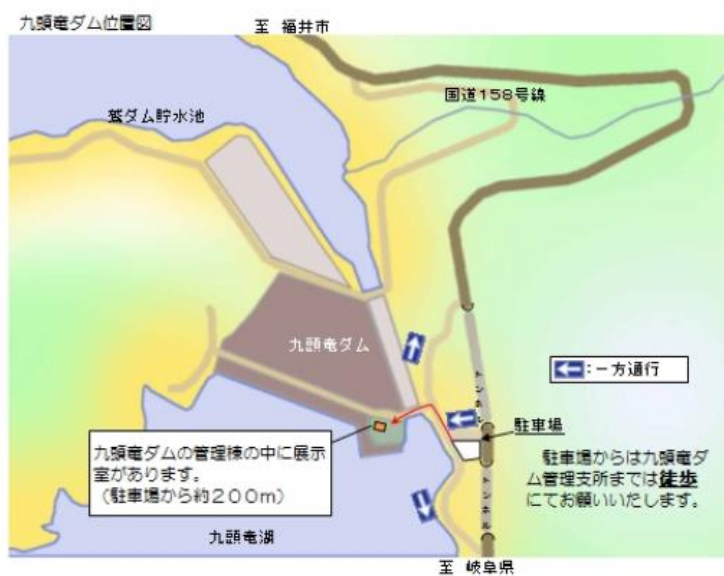 九頭竜ダム位置図
至 福井市
国道158号線
鷲ダム貯水池
九頭竜ダム
トンネル
:一方通行
駐車場
九頭竜ダムの管理棟の中に展示
室があります。
（駐車場から約200m）
駐車場からは九頭竜ダ
ム管理支所までは徒歩
にてお願いいたします。
トンネル
九頭竜湖
至 岐阜県